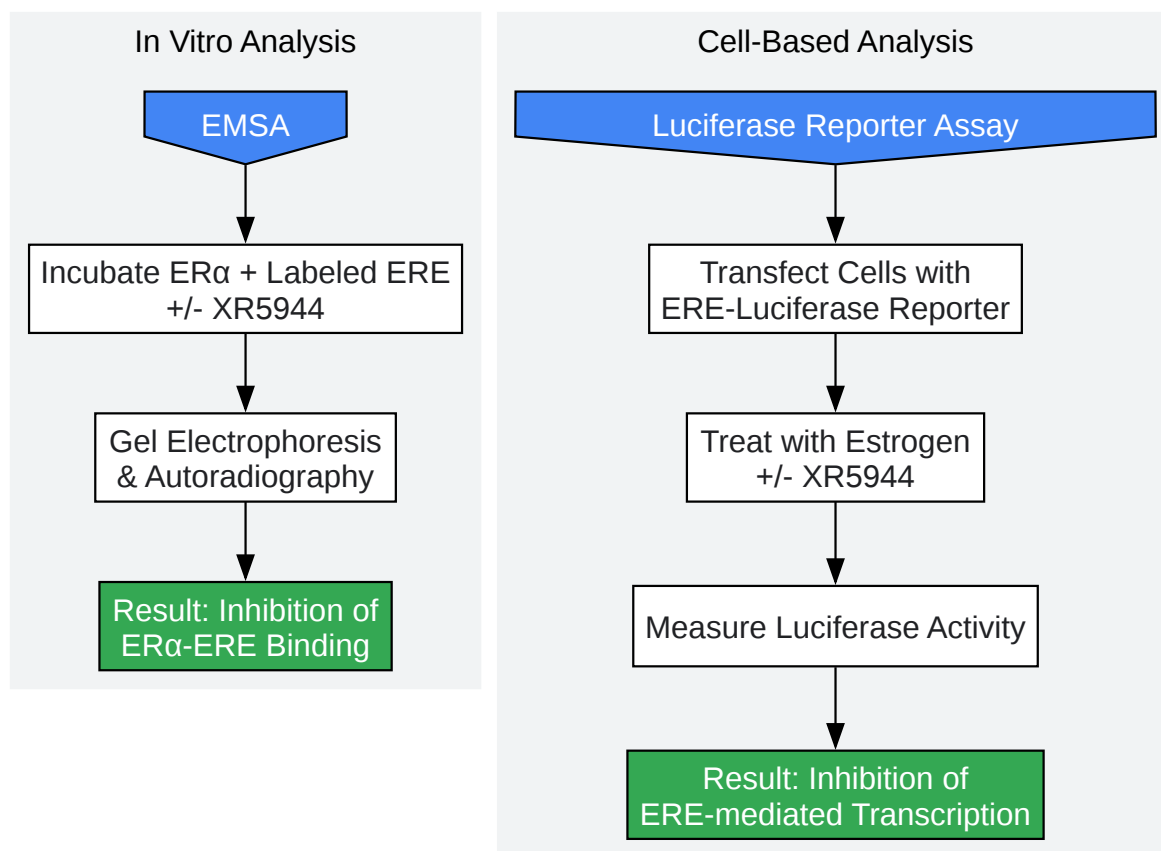 In Vitro Analysis
EMSA
Incubate ERα + Labeled ERE
+/- XR5944
Gel Electrophoresis
& Autoradiography
Result: Inhibition of
ERα-ERE Binding
Cell-Based Analysis
Luciferase Reporter Assay
Transfect Cells with
ERE-Luciferase Reporter
Treat with Estrogen
+/- XR5944
Measure Luciferase Activity
Result: Inhibition of
ERE-mediated Transcription